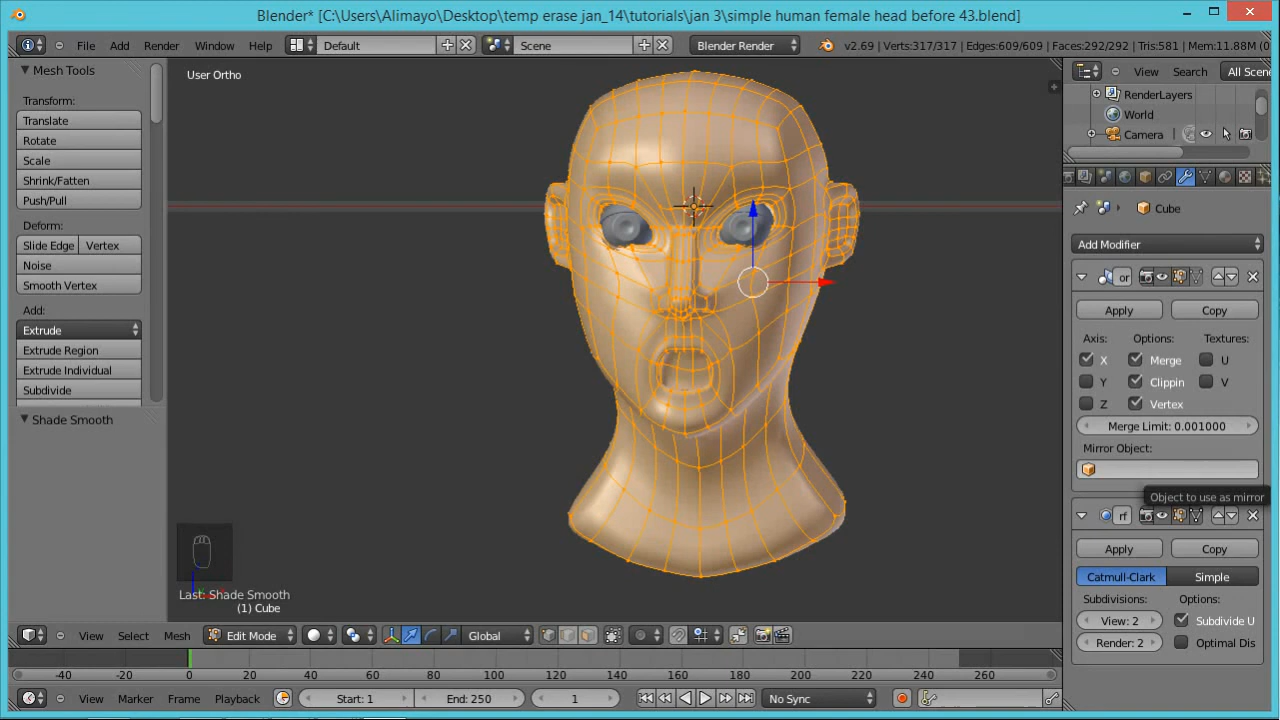 Blender* [C:\Users\Alimayo\Desktop\temp erase jan_14\tutorials\jan 3\simple human female head before 43.blend]
File Add Render Window Help Default Scene Blender Render v2.69 | Verts:317/317 | Edges:609/609 | Faces:292/292 | Tris:581 | Mem:11.88M (0
Mesh Tools
Transform:
Translate
Rotate
Scale
Shrink/Fatten
Push/Pull
Deform:
Slide Edge Vertex
Noise
Smooth Vertex
Add:
Extrude
Extrude Region
Extrude Individual
Subdivide
Shade Smooth
User Ortho
Last: Shade Smooth
(1) Cube
View Search All Scene
RenderLayers
World
Camera
Cube
Add Modifier
or
Apply Copy
Axis: Options: Textures:
X Merge U
Y Clippin V
Z Vertex
Merge Limit: 0.001000
Mirror Object:
Object to use as mirror
rf
Apply Copy
Catmull-Clark Simple
Subdivisions: Options:
View: 2 Subdivide U
Render: 2 Optimal Dis
View Select Mesh Edit Mode Global
-40 -20 0 20 40 60 80 100 120 140 160 180 200 220 240 260
View Marker Frame Playback Start: 1 End: 250 1 No Sync